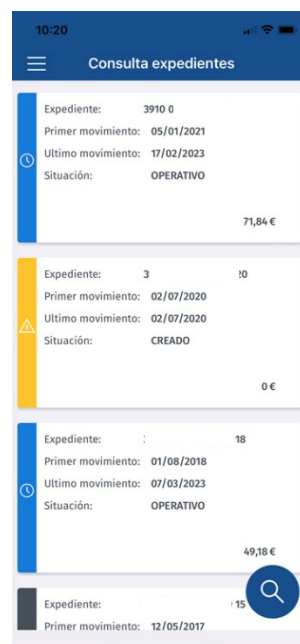 10:20
Consulta expedientes
Expediente: 3910 0
Primer movimiento: 05/01/2021
Ultimo movimiento: 17/02/2023
Situación: OPERATIVO
71,84 €
Expediente: 3 20
Primer movimiento: 02/07/2020
Ultimo movimiento: 02/07/2020
Situación: CREADO
0 €
Expediente: 18
Primer movimiento: 01/08/2018
Ultimo movimiento: 07/03/2023
Situación: OPERATIVO
49,18 €
Expediente: 15
Primer movimiento: 12/05/2017